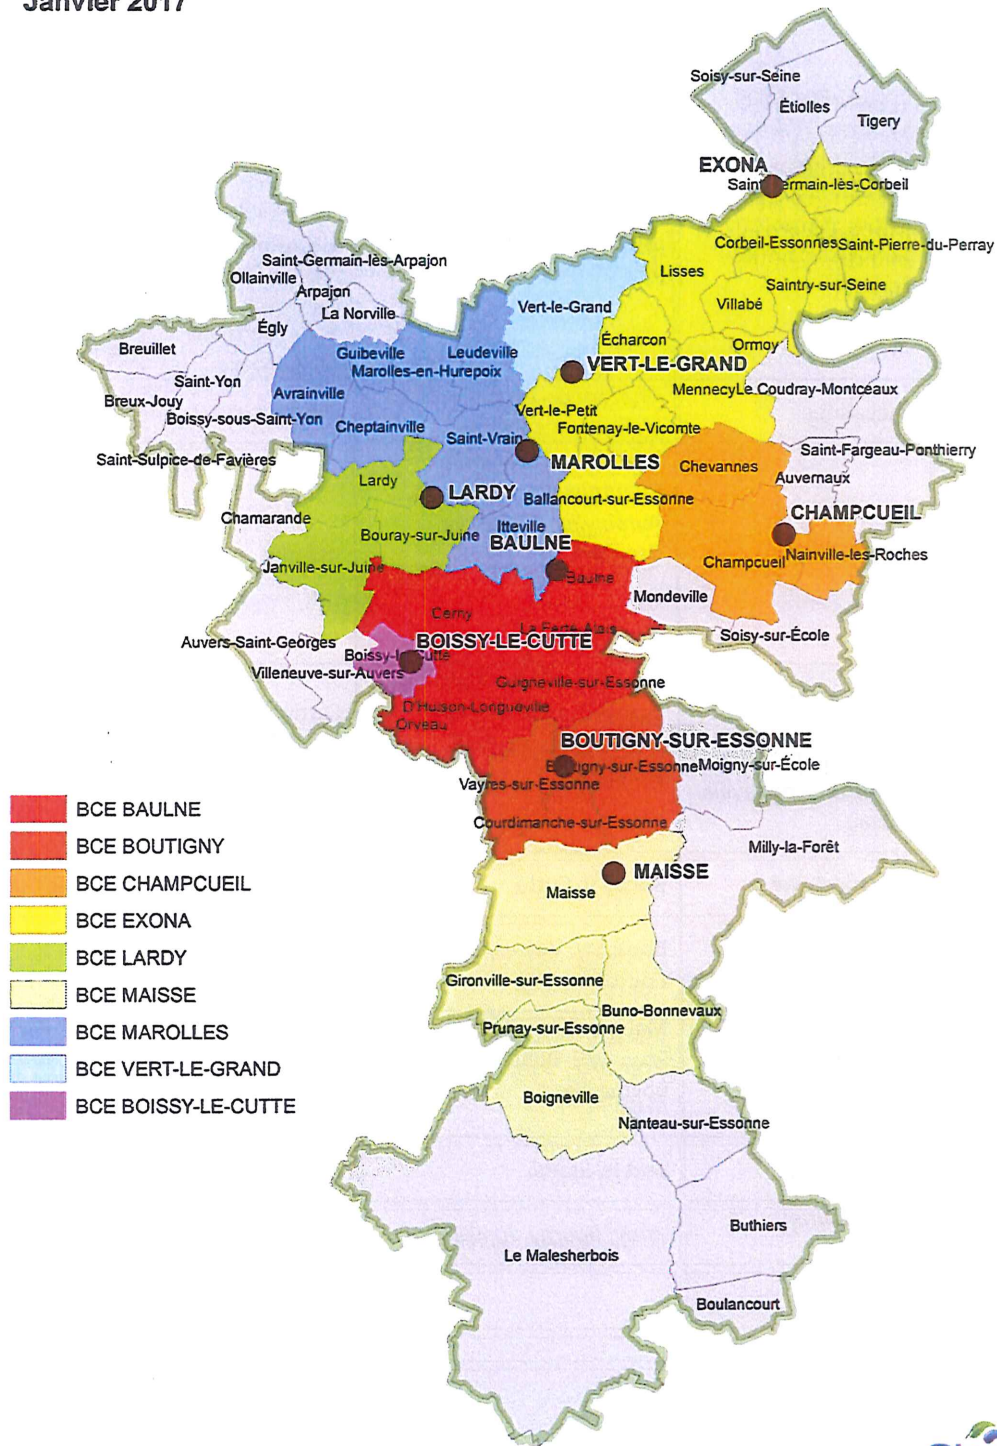 Janvier 2017
Soisy-sur-Seine
Étiolles
Tigery
EXONA
Saint-Germain-lès-Corbeil
Corbeil-Essonnes
Saint-Pierre-du-Perray
Lisses
Saintry-sur-Seine
Villabé
Saint-Germain-lès-Arpajon
Ollainville
Arpajon
La Norville
Égly
Vert-le-Grand
Écharcon
Ormoy
Breuillet
Guibeville
Leudeville
Marolles-en-Hurepoix
VERT-LE-GRAND
Saint-Yon
Avrainville
Mennecy
Le Coudray-Montceaux
Breux-Jouy
Boissy-sous-Saint-Yon
Vert-le-Petit
Cheptainville
Fontenay-le-Vicomte
Saint-Vrain
Saint-Fargeau-Ponthierry
Saint-Sulpice-de-Favières
MAROLLES
Chevannes
Auvernaux
Lardy
LARDY
Ballancourt-sur-Essonne
CHAMPCUEIL
Chamarande
Itteville
Bouray-sur-Juine
BAULNE
Nainville-les-Roches
Champcueil
Janville-sur-Juine
Baulne
Mondeville
Cerny
La Ferté-Alais
Soisy-sur-École
Auvers-Saint-Georges
BOISSY-LE-CUTTE
Boissy-le-Cutté
Villeneuve-sur-Auvers
Guigneville-sur-Essonne
D'Huison-Longueville
Orveau
BOUTIGNY-SUR-ESSONNE
Boutigny-sur-Essonne
Moigny-sur-École
Vayres-sur-Essonne
Courdimanche-sur-Essonne
Milly-la-Forêt
MAISSE
Maisse
Gironville-sur-Essonne
Buno-Bonnevaux
Prunay-sur-Essonne
Boigneville
Nanteau-sur-Essonne
Buthiers
Le Malesherbois
Boulancourt
BCE BAULNE
BCE BOUTIGNY
BCE CHAMPCUEIL
BCE EXONA
BCE LARDY
BCE MAISSE
BCE MAROLLES
BCE VERT-LE-GRAND
BCE BOISSY-LE-CUTTE